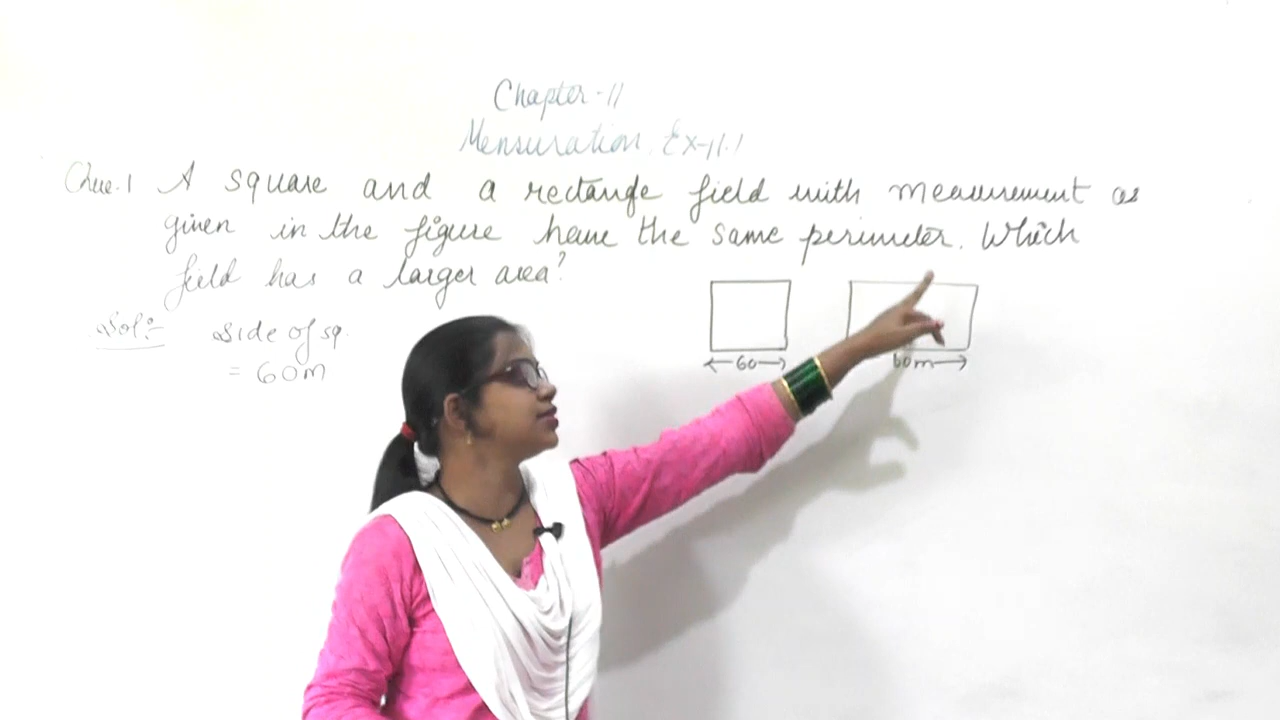 Chapter-11
Mensuration Ex-11.1
Que.1 A square and a rectange field with measurement as
given in the figure have the same perimeter. Which
field has a larger area?
Sol:- Side of sq.
= 60m
60
60m